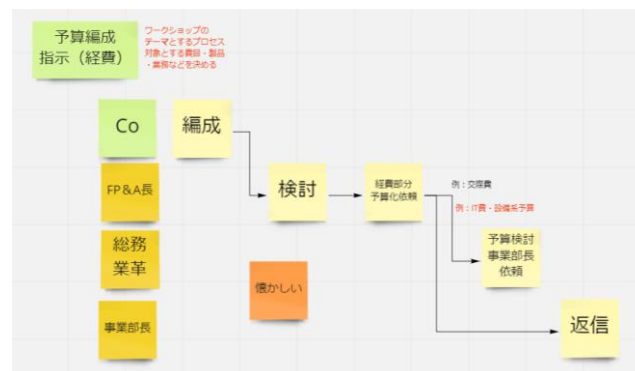 予算編成
指示（経費）
ワークショップの
テーマとするプロセス
対象とする費目・製品
・業務などを決める
Co
編成
FP&A長
検討
経費部分
予算化依頼
例：交際費
例：IT費・設備系予算
総務
業革
懐かしい
予算検討
事業部長
依頼
事業部長
返信